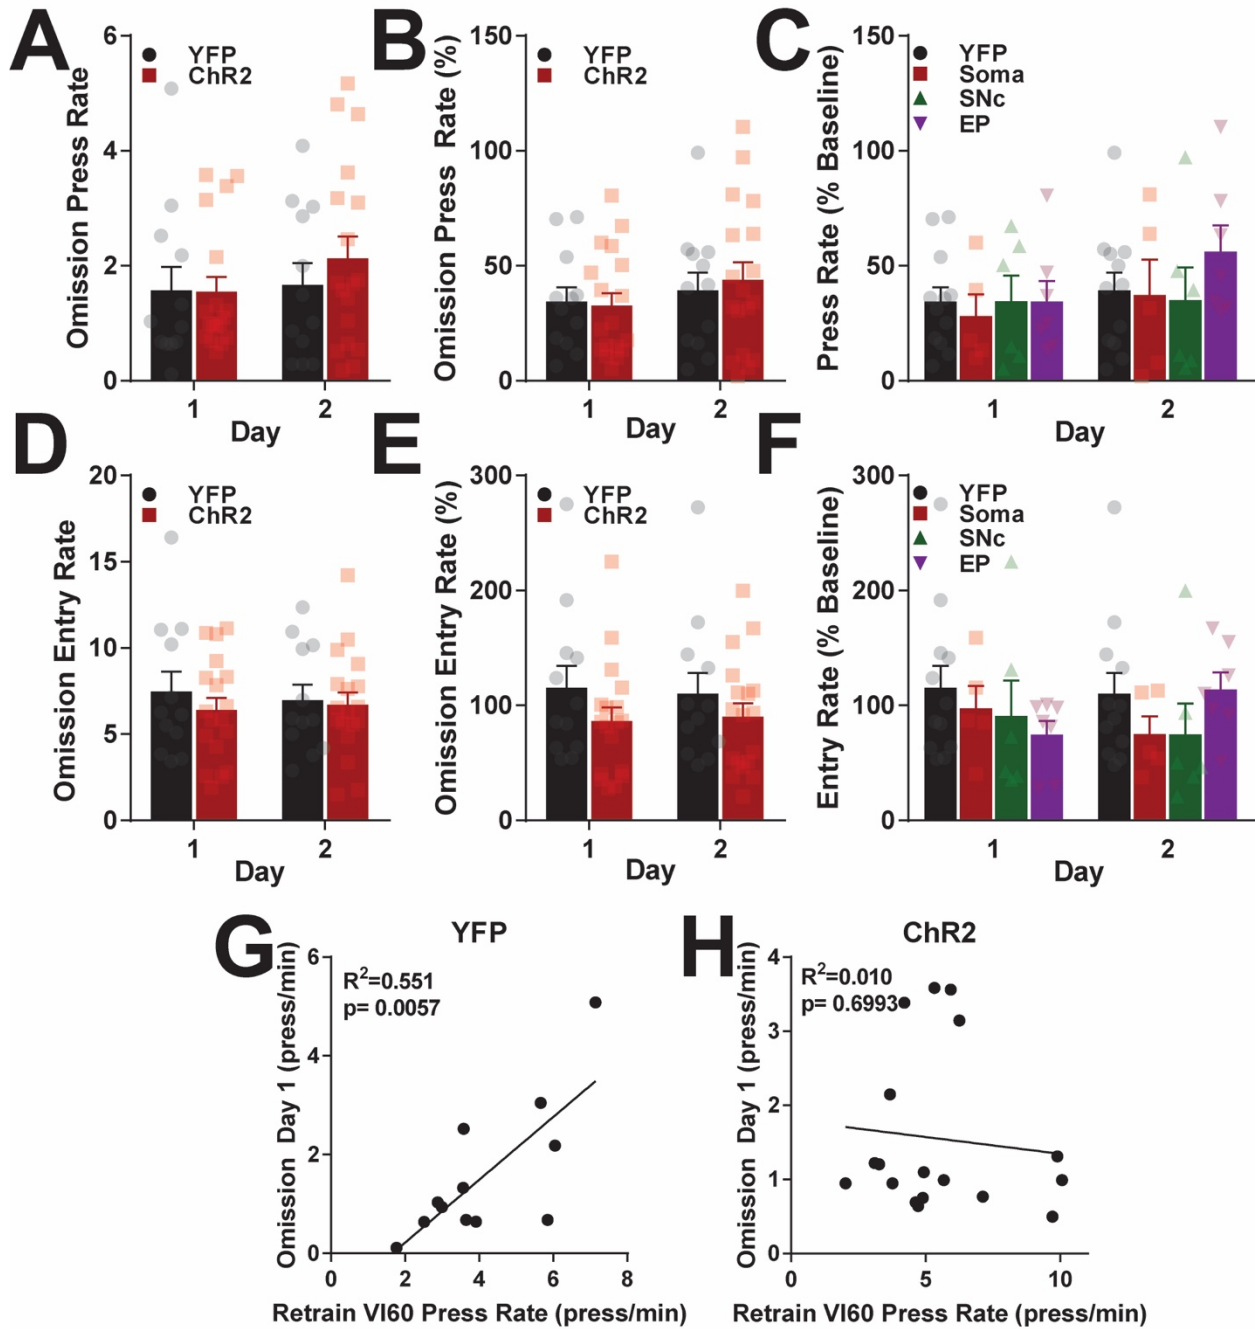 A
Omission Press Rate
6
4
2
0
YFP
ChR2
1
2
Day
B
Omission Press Rate (%)
150
100
50
0
YFP
ChR2
1
2
Day
C
Press Rate (% Baseline)
150
100
50
0
YFP
Soma
SNc
EP
1
2
Day
D
Omission Entry Rate
20
15
10
5
0
YFP
ChR2
1
2
Day
E
Omission Entry Rate (%)
300
200
100
0
YFP
ChR2
1
2
Day
F
Entry Rate (% Baseline)
300
200
100
0
YFP
Soma
SNc
EP
1
2
Day
G
YFP
Omission Day 1 (press/min)
6
4
2
0
R²=0.551
p= 0.0057
0
2
4
6
8
Retrain VI60 Press Rate (press/min)
H
ChR2
Omission Day 1 (press/min)
4
3
2
1
0
R²=0.010
p= 0.6993
0
5
10
Retrain VI60 Press Rate (press/min)